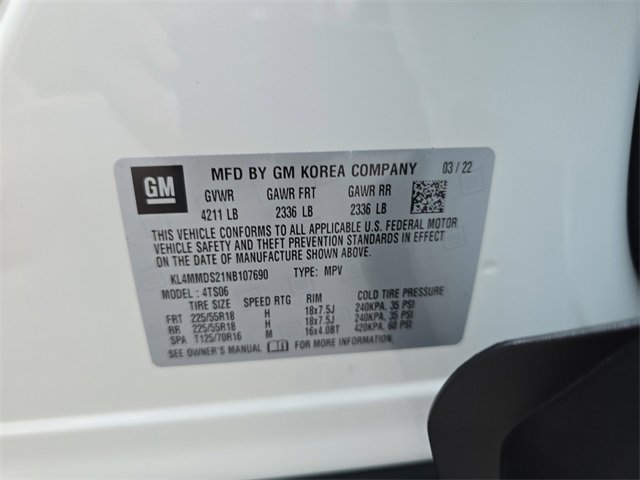 GM MFD BY GM KOREA COMPANY 03/22
GVWR GAWR FRT GAWR RR
4211 LB 2336 LB 2336 LB
THIS VEHICLE CONFORMS TO ALL APPLICABLE U.S. FEDERAL MOTOR
VEHICLE SAFETY AND THEFT PREVENTION STANDARDS IN EFFECT
ON THE DATE OF MANUFACTURE SHOWN ABOVE.
KL4MMDS21NB107690 TYPE: MPV
MODEL: 4TS06
TIRE SIZE SPEED RTG RIM COLD TIRE PRESSURE
FRT 225/55R18 H 18x7.5J 240KPA, 35 PSI
RR 225/55R18 H 18x7.5J 240KPA, 35 PSI
SPA T125/70R16 M 16x4.0BT 420KPA, 60 PSI
SEE OWNER'S MANUAL FOR MORE INFORMATION